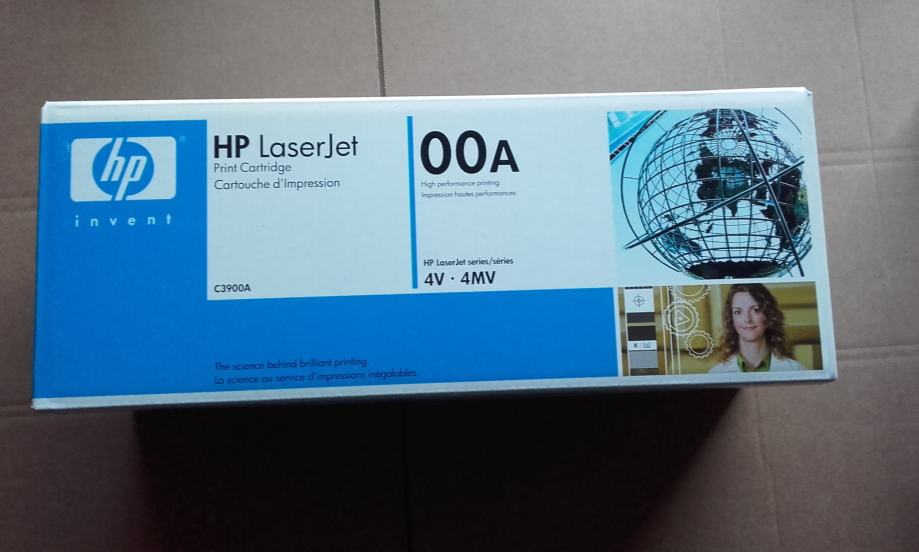 hp
invent
HP LaserJet
Print Cartridge
Cartouche d'Impression
C3900A
00A
High performance printing
Impression hautes performances
HP LaserJet series/séries
4V · 4MV
The science behind brilliant printing.
La science au service d'impressions inégalables.